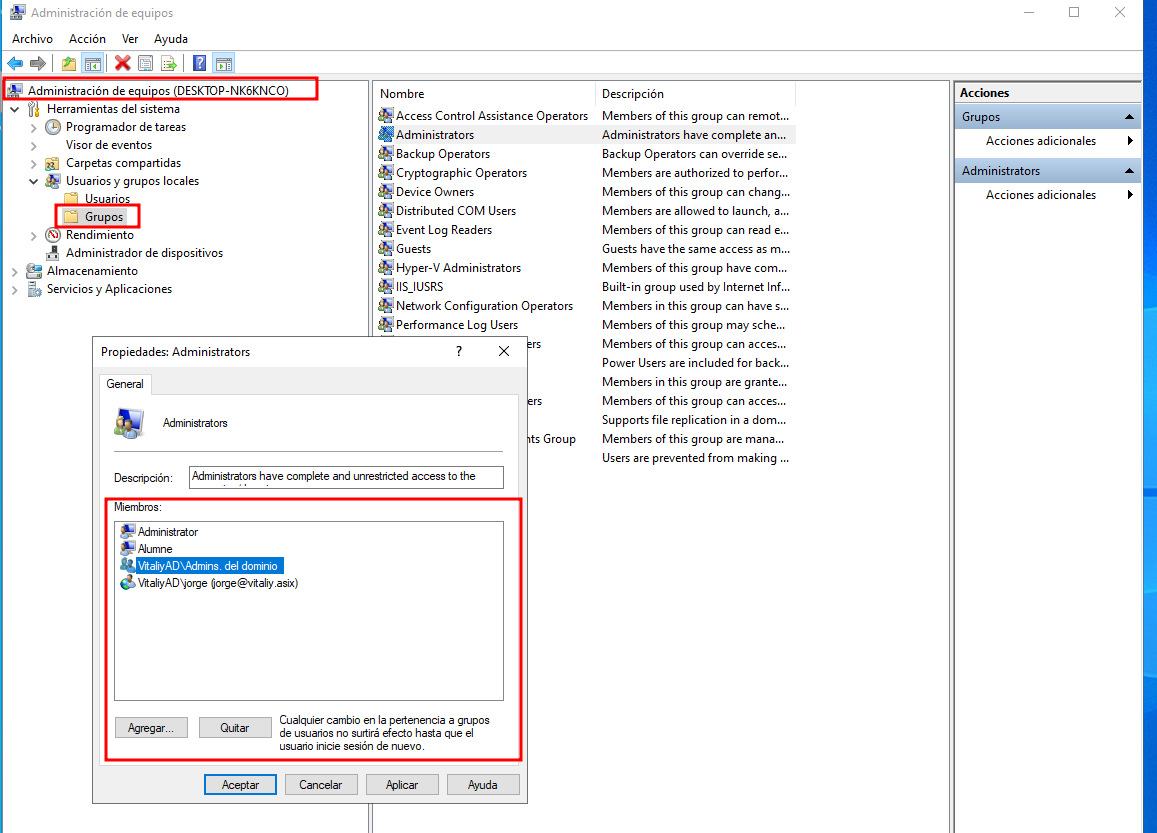 Administración de equipos
Archivo Acción Ver Ayuda
Administración de equipos (DESKTOP-NK6KNCO)
Herramientas del sistema
Programador de tareas
Visor de eventos
Carpetas compartidas
Usuarios y grupos locales
Usuarios
Grupos
Rendimiento
Administrador de dispositivos
Almacenamiento
Servicios y Aplicaciones
Nombre Descripción
Access Control Assistance Operators Members of this group can remot...
Administrators Administrators have complete an...
Backup Operators Backup Operators can override se...
Cryptographic Operators Members are authorized to perfor...
Device Owners Members of this group can chang...
Distributed COM Users Members are allowed to launch, a...
Event Log Readers Members of this group can read e...
Guests Guests have the same access as m...
Hyper-V Administrators Members of this group have com...
IIS_IUSRS Built-in group used by Internet Inf...
Network Configuration Operators Members in this group can have s...
Performance Log Users Members of this group may sche...
ers Members of this group can acces...
Power Users are included for back...
Members in this group are grante...
ers Members of this group can acces...
Supports file replication in a dom...
nts Group Members of this group are mana...
Users are prevented from making ...
Acciones
Grupos
Acciones adicionales
Administrators
Acciones adicionales
Propiedades: Administrators ?
General
Administrators
Descripción: Administrators have complete and unrestricted access to the
Miembros:
Administrator
Alumne
VitaliyAD\Admins. del dominio
VitaliyAD\jorge (jorge@vitaliy.asix)
Agregar... Quitar
Cualquier cambio en la pertenencia a grupos
de usuarios no surtirá efecto hasta que el
usuario inicie sesión de nuevo.
Aceptar Cancelar Aplicar Ayuda